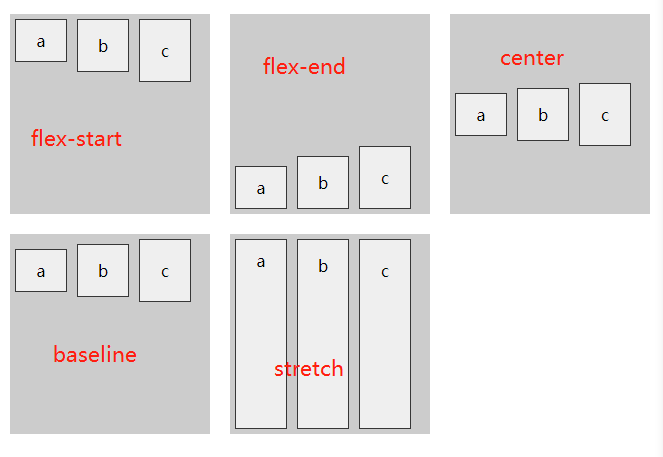 a b c
flex-start
flex-end
a b c
center
a b c
a b c
baseline
a b c
stretch